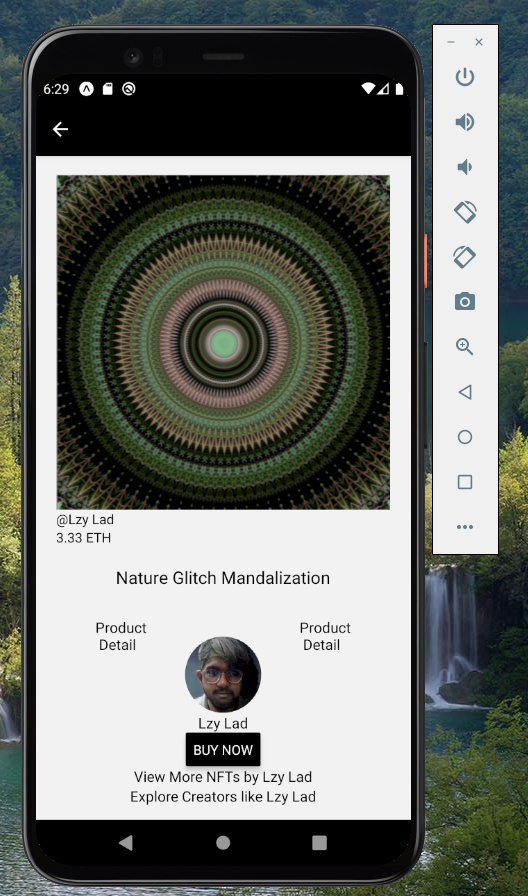 6:29
@Lzy Lad
3.33 ETH
Nature Glitch Mandalization
Product
Detail
Product
Detail
Lzy Lad
BUY NOW
View More NFTs by Lzy Lad
Explore Creators like Lzy Lad